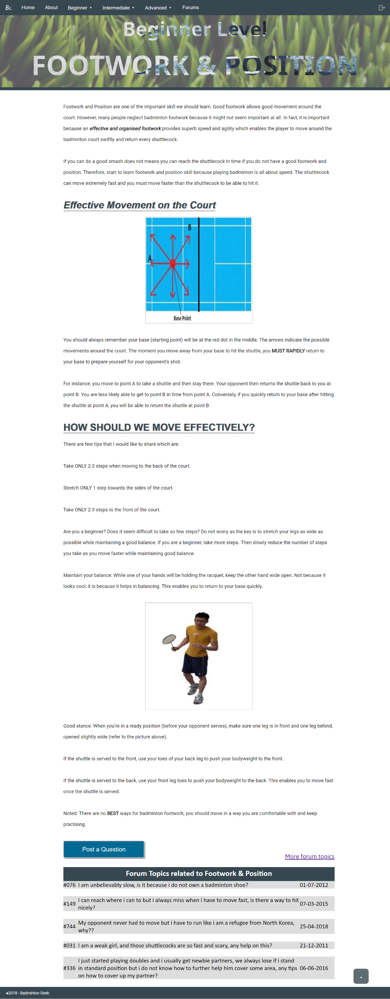 BG Home About Beginner ▼ Intermediate ▼ Advanced ▼ Forums
Beginner Level
FOOTWORK & POSITION
Footwork and Position are one of the important skill we should learn. Good footwork allows good movement around the
court. However, many people neglect badminton footwork because it might not seem important at all. In fact, it is important
because an effective and organised footwork provides superb speed and agility which enables the player to move around the
badminton court swiftly and return every shuttlecock.
If you can do a good smash does not means you can reach the shuttlecock in time if you do not have a good footwork and
position. Therefore, start to learn footwork and position skill because playing badminton is all about speed. The shuttlecock
can move extremely fast and you must move faster than the shuttlecock to be able to hit it.
Effective Movement on the Court
B
A
Base Point
You should always remember your base (starting point) will be at the red dot in the middle. The arrows indicate the possible
movements around the court. The moment you move away from your base to hit the shuttle, you MUST RAPIDLY return to
your base to prepare yourself for your opponent's shot.
For instance, you move to point A to take a shuttle and then stay there. Your opponent then returns the shuttle back to you at
point B. You are less likely able to get to point B in time from point A. Conversely, if you quickly return to your base after hitting
the shuttle at point A, you will be able to return the shuttle at point B.
HOW SHOULD WE MOVE EFFECTIVELY?
There are few tips that I would like to share which are:
Take ONLY 2-3 steps when moving to the back of the court.
Stretch ONLY 1 step towards the sides of the court.
Take ONLY 2-3 steps to the front of the court.
Are you a beginner? Does it seem difficult to take so few steps? Do not worry as the key is to stretch your legs as wide as
possible while maintaining a good balance. If you are a beginner, take more steps. Then slowly reduce the number of steps
you take as you move faster while maintaining good balance.
Maintain your balance: While one of your hands will be holding the racquet, keep the other hand wide open. Not because it
looks cool, it is because it helps in balancing. This enables you to return to your base quickly.
Good stance: When you're in a ready position (before your opponent serves), make sure one leg is in front and one leg behind,
opened slightly wide (refer to the picture above).
If the shuttle is served to the front, use your toes of your back leg to push your bodyweight to the front.
If the shuttle is served to the back, use your front leg toes to push your bodyweight to the back. This enables you to move fast
once the shuttle is served.
Noted: There are no BEST ways for badminton footwork, you should move in a way you are comfortable with and keep
practising.
Post a Question
More forum topics
Forum Topics related to Footwork & Position
#076 I am unbelievably slow, is it because i do not own a badminton shoe? 01-07-2012
#149 I can reach where i can to but i always miss when i have to move fast, is there a way to hit
nicely? 07-03-2015
#744 My opponent never had to move but i have to run like i am a refugee from North Korea,
why?? 25-04-2018
#031 I am a weak girl, and those shuttlecocks are so fast and scary, any help on this? 21-12-2011
I just started playing doubles and i usually get newbie partners, we always lose if i stand
#336 in standard position but i do not know how to further help him cover some area, any tips 06-06-2016
on how to cover up my partner?
♠2018 - Badminton Geek